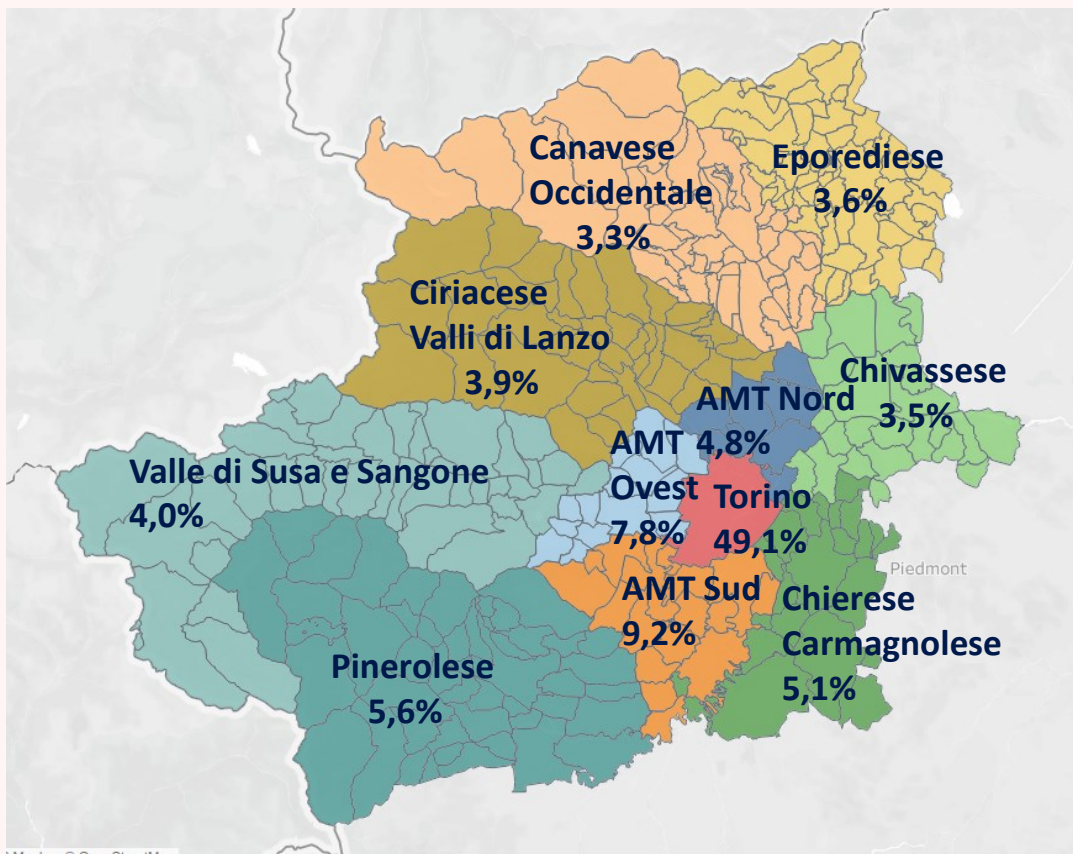 Canavese
Occidentale
3,3%
Eporediese
3,6%
Ciriacese
Valli di Lanzo
3,9%
Chivassese
3,5%
AMT Nord
4,8%
AMT
Ovest
7,8%
Valle di Susa e Sangone
4,0%
Torino
49,1%
Piedmont
AMT Sud
9,2%
Chierese
Carmagnolese
5,1%
Pinerolese
5,6%